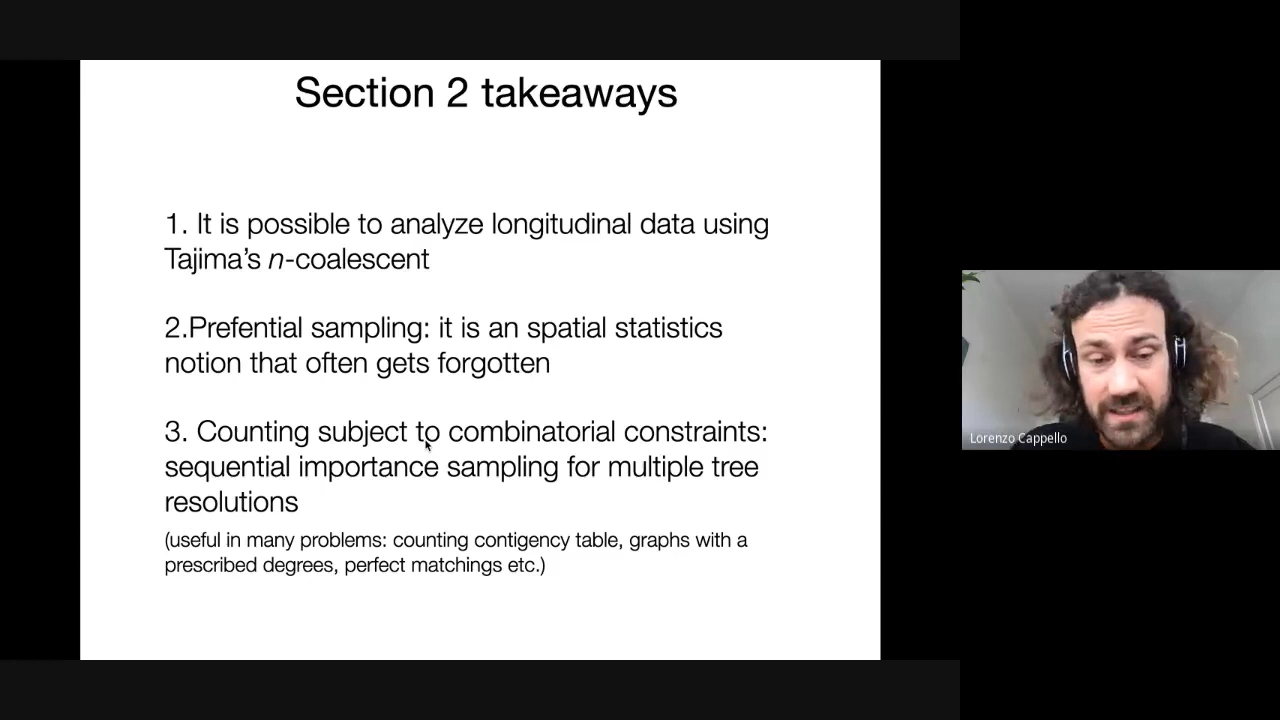 Section 2 takeaways
1. It is possible to analyze longitudinal data using
Tajima’s n-coalescent
2.Prefential sampling: it is an spatial statistics
notion that often gets forgotten
3. Counting subject to combinatorial constraints:
sequential importance sampling for multiple tree
resolutions
(useful in many problems: counting contigency table, graphs with a
prescribed degrees, perfect matchings etc.)
Lorenzo Cappello